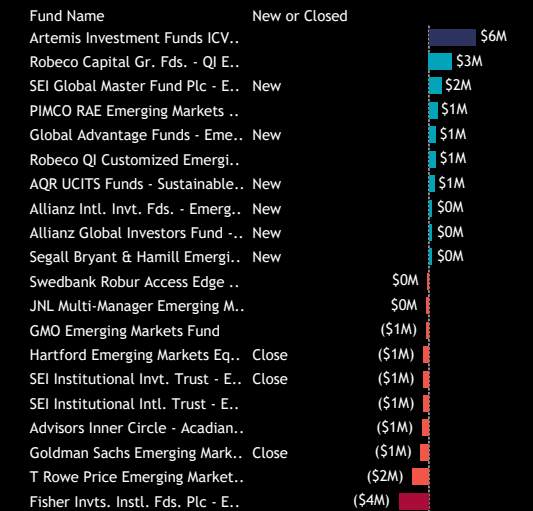 Fund Name New or Closed
Artemis Investment Funds ICV.. $6M
Robeco Capital Gr. Fds. - QI E.. $3M
SEI Global Master Fund Plc - E.. New $2M
PIMCO RAE Emerging Markets .. $1M
Global Advantage Funds - Eme.. New $1M
Robeco QI Customized Emergi.. $1M
AQR UCITS Funds - Sustainable.. New $1M
Allianz Intl. Invt. Fds. - Emerg.. New $0M
Allianz Global Investors Fund -.. New $0M
Segall Bryant & Hamill Emergi.. New $0M
Swedbank Robur Access Edge .. $0M
JNL Multi-Manager Emerging M.. $0M
GMO Emerging Markets Fund ($1M)
Hartford Emerging Markets Eq.. Close ($1M)
SEI Institutional Invt. Trust - E.. Close ($1M)
SEI Institutional Intl. Trust - E.. ($1M)
Advisors Inner Circle - Acadian.. ($1M)
Goldman Sachs Emerging Mark.. Close ($1M)
T Rowe Price Emerging Market.. ($2M)
Fisher Invts. Instl. Fds. Plc - E.. ($4M)